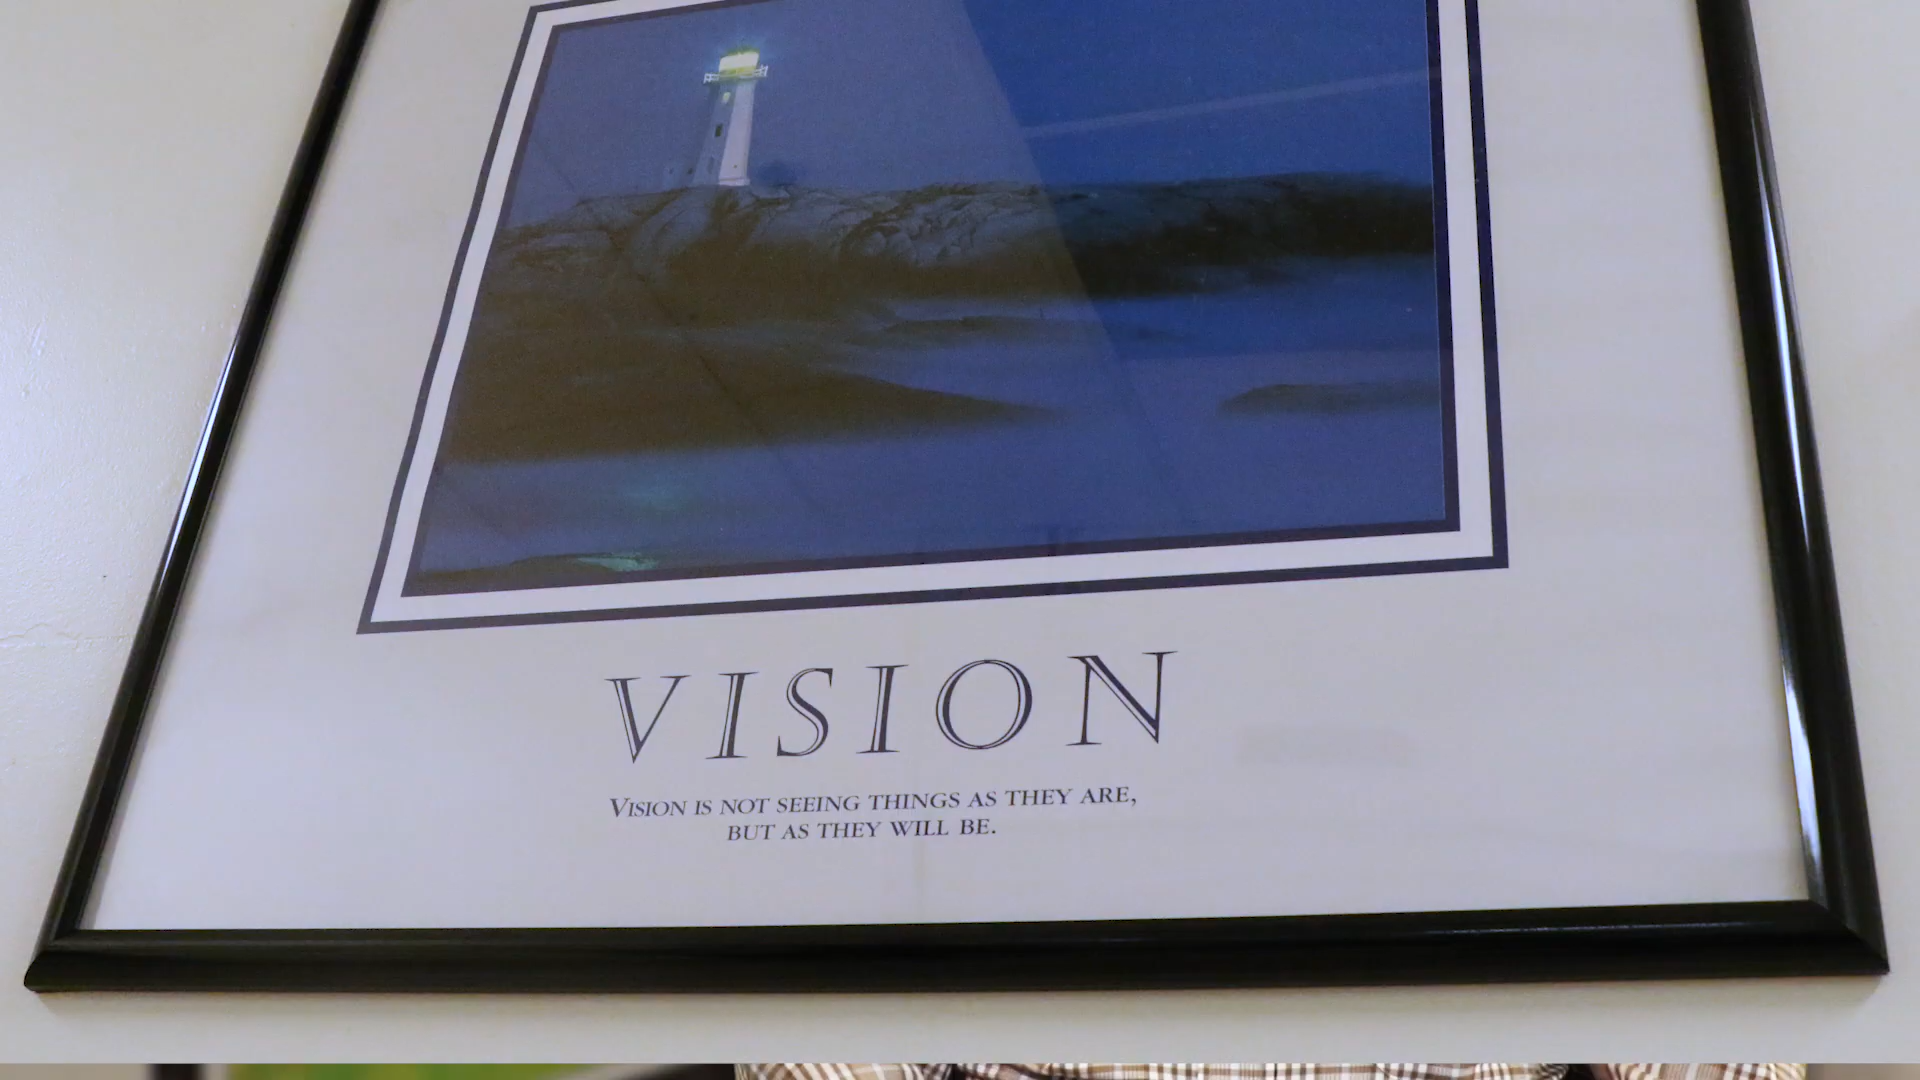 VISION
VISION IS NOT SEEING THINGS AS THEY ARE,
BUT AS THEY WILL BE.